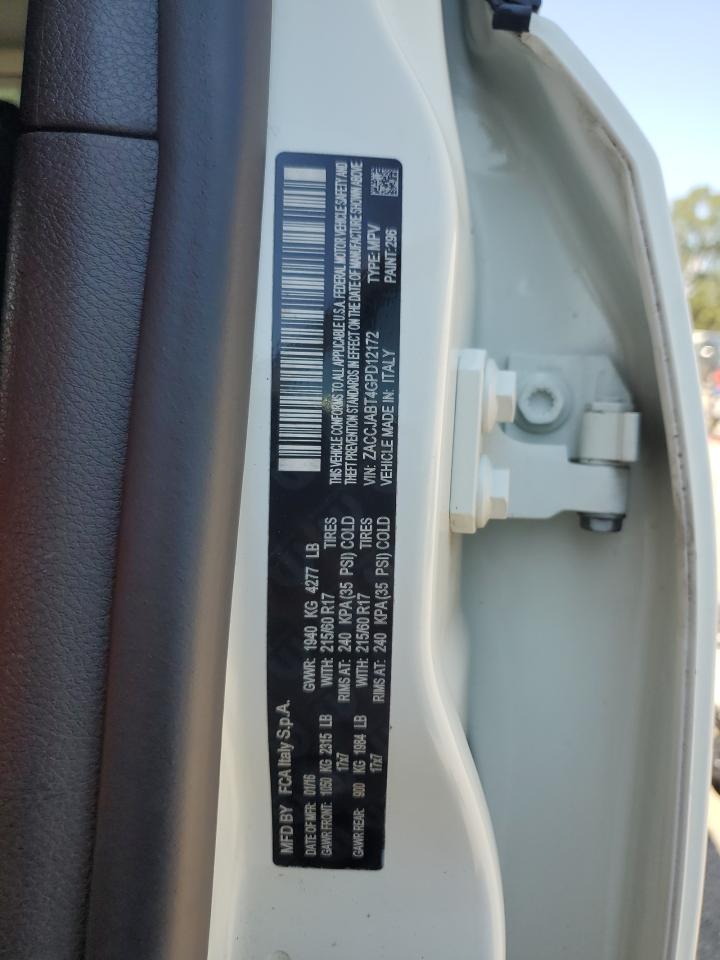 MFD BY FCA Italy S.p.A.
DATE OF MFR: 01/16 GVWR: 1940 KG 4277 LB
GAWR FRONT: 1050 KG 2315 LB WITH: 215/60 R17 TIRES
17x7 RIMS AT: 240 KPA (35 PSI) COLD
GAWR REAR: 900 KG 1984 LB WITH: 215/60 R17 TIRES
17x7 RIMS AT: 240 KPA (35 PSI) COLD
THIS VEHICLE CONFORMS TO ALL APPLICABLE U.S.A. FEDERAL MOTOR VEHICLE SAFETY AND
THEFT PREVENTION STANDARDS IN EFFECT ON THE DATE OF MANUFACTURE SHOWN ABOVE
VIN: ZACCJABT4GPD12172 TYPE: MPV
VEHICLE MADE IN: ITALY PAINT: 296